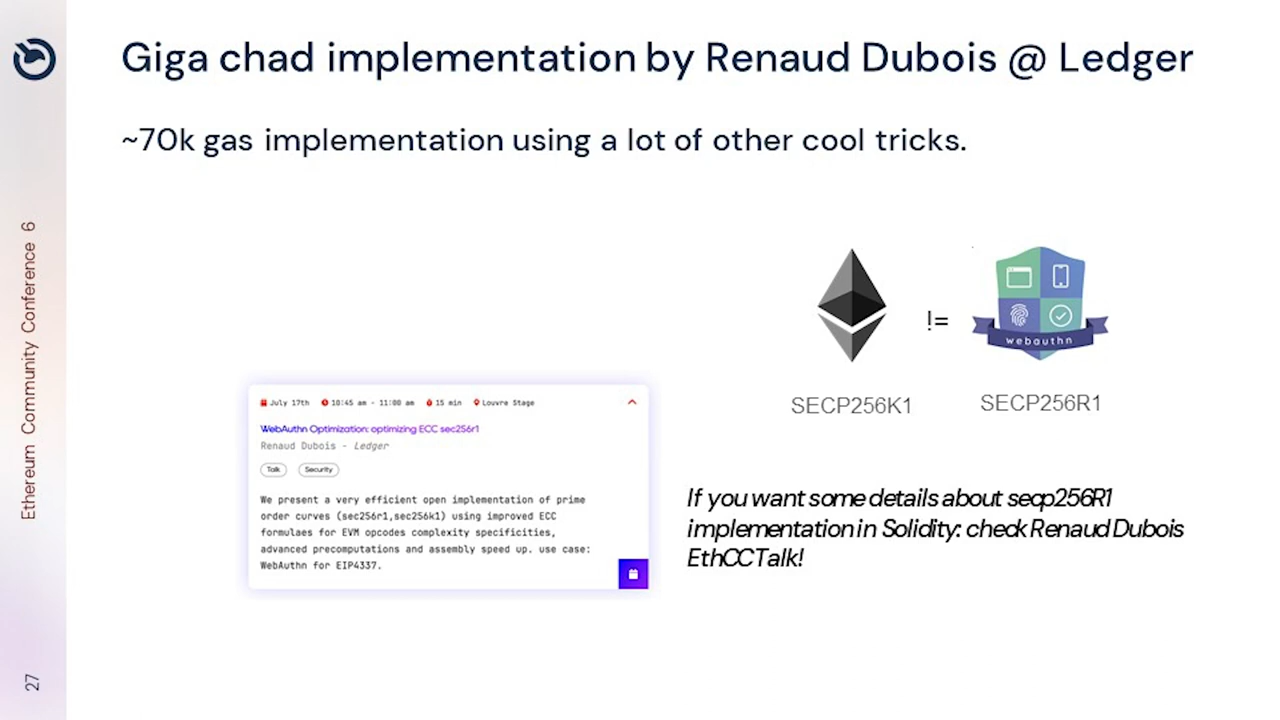 Giga chad implementation by Renaud Dubois @ Ledger
~70k gas implementation using a lot of other cool tricks.
Ethereum Community Conference 6
!=
webauthn
SECP256K1
SECP256R1
July 17th 10:45 am - 11:00 am 15 min Louvre Stage
WebAuthn Optimization: optimizing ECC sec256r1
Renaud Dubois - Ledger
Talk Security
We present a very efficient open implementation of prime
order curves (sec256r1,sec256k1) using improved ECC
formulaes for EVM opcodes complexity specificities,
advanced precomputations and assembly speed up. use case:
WebAuthn for EIP4337.
If you want some details about secp256R1
implementation in Solidity: check Renaud Dubois
EthCC Talk!
27